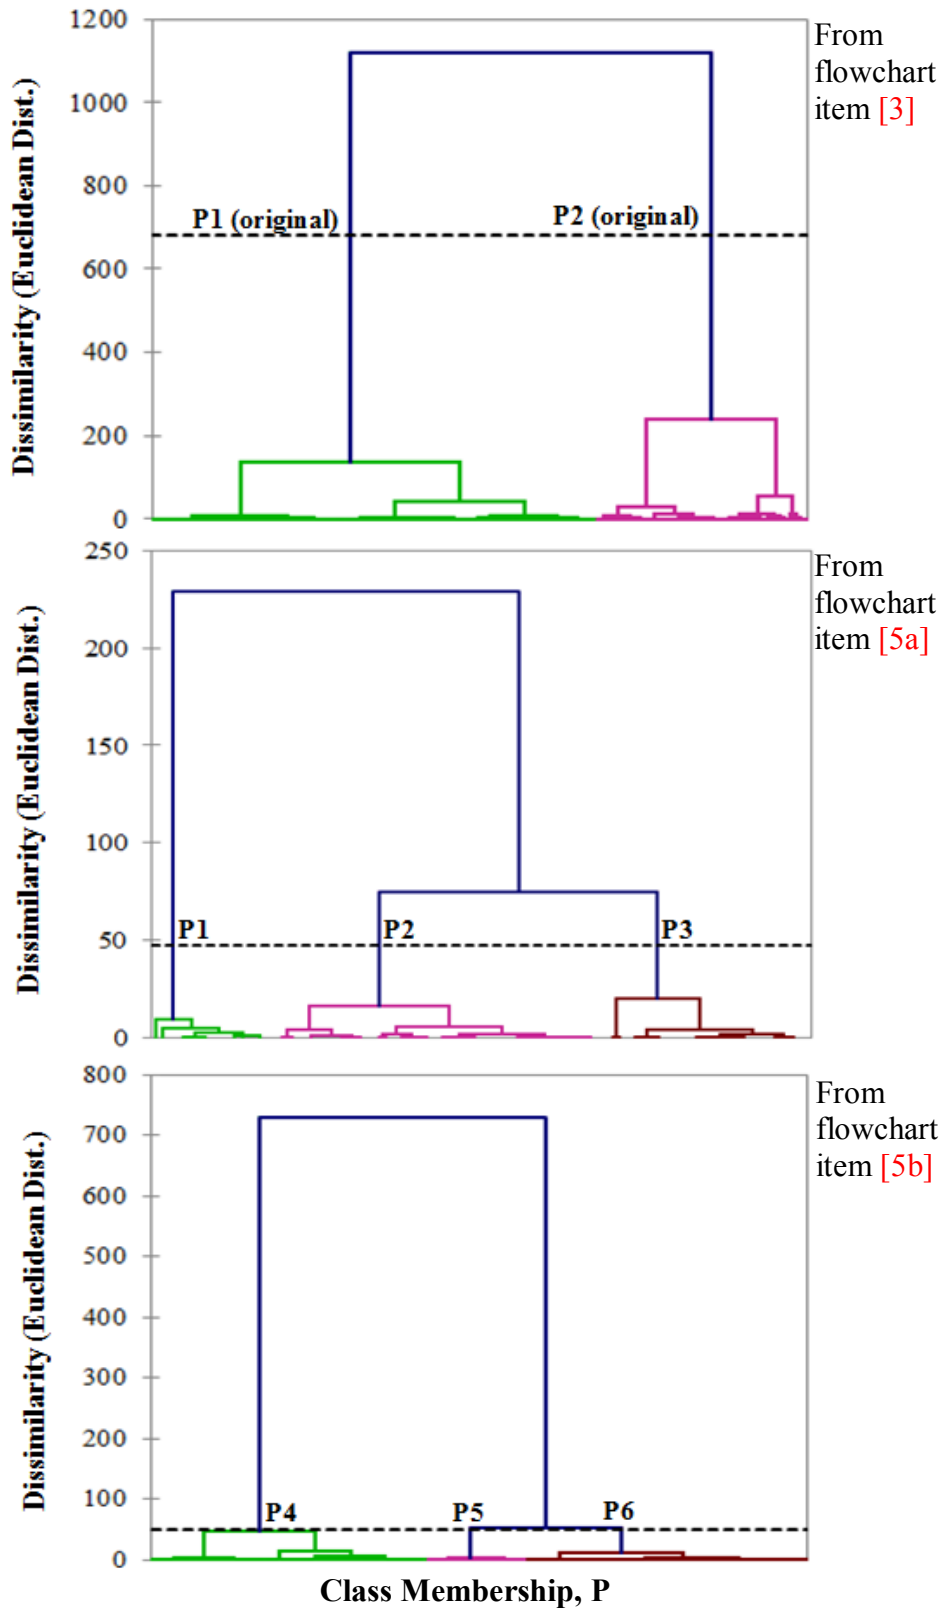 1200
1000
800
600
400
200
0
Dissimilarity (Euclidean Dist.)
P1 (original)
P2 (original)
From
flowchart
item [3]
250
200
150
100
50
0
Dissimilarity (Euclidean Dist.)
P1
P2
P3
From
flowchart
item [5a]
800
700
600
500
400
300
200
100
0
Dissimilarity (Euclidean Dist.)
P4
P5
P6
From
flowchart
item [5b]
Class Membership, P